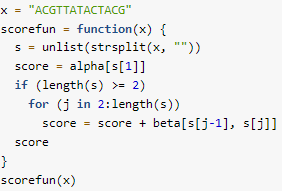 x = "ACGTTATACTACG"
scorefun = function(x) {
  s = unlist(strsplit(x, ""))
  score = alpha[s[1]]
  if (length(s) >= 2)
    for (j in 2:length(s))
      score = score + beta[s[j-1], s[j]]
  score
}
scorefun(x)